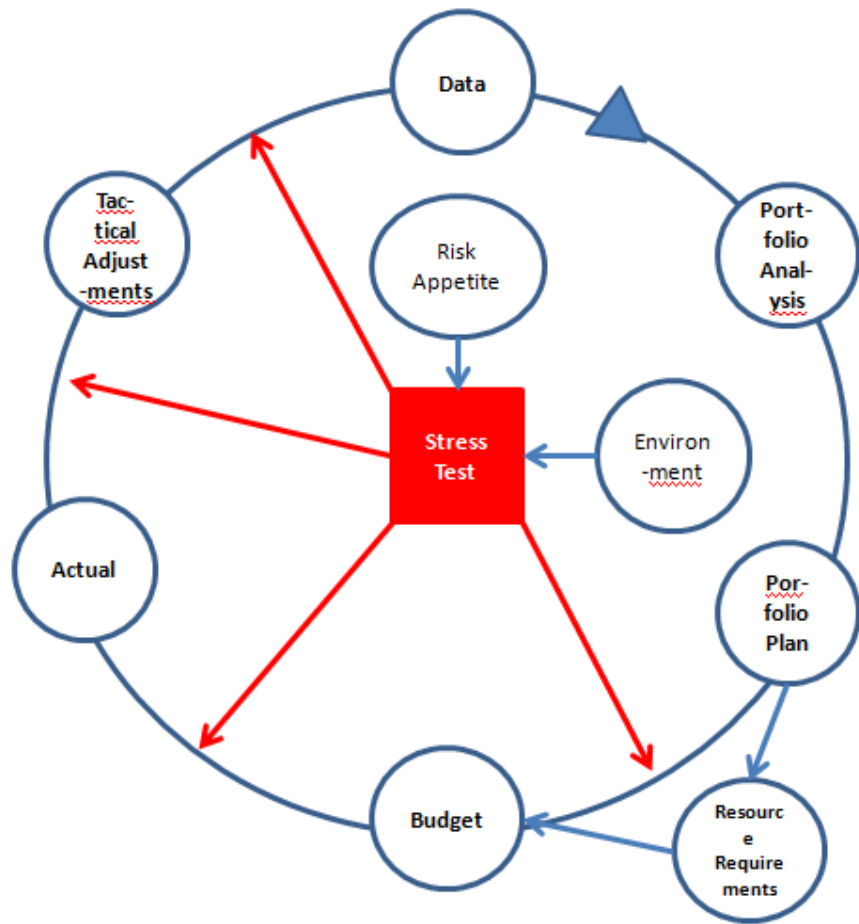 Data
Tac-
tical
Adjust
-ments
Port-
folio
Anal-
ysis
Risk
Appetite
Stress
Test
Environ
-ment
Actual
Por-
folio
Plan
Budget
Resourc
e
Require
ments